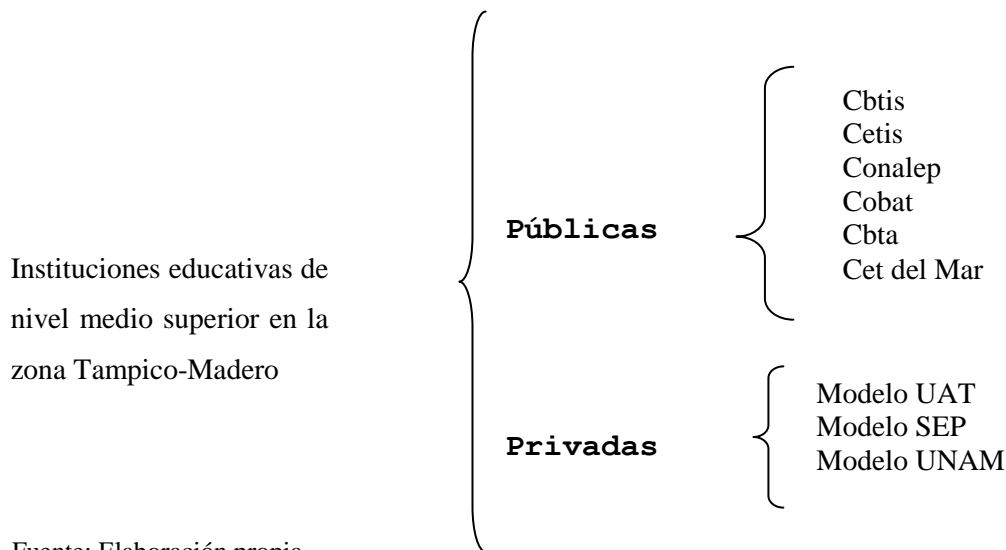 Instituciones educativas de
nivel medio superior en la
zona Tampico-Madero
Públicas
Cbtis
Cetis
Conalep
Cobat
Cbta
Cet del Mar
Privadas
Modelo UAT
Modelo SEP
Modelo UNAM
Fuente: Elaboración propia